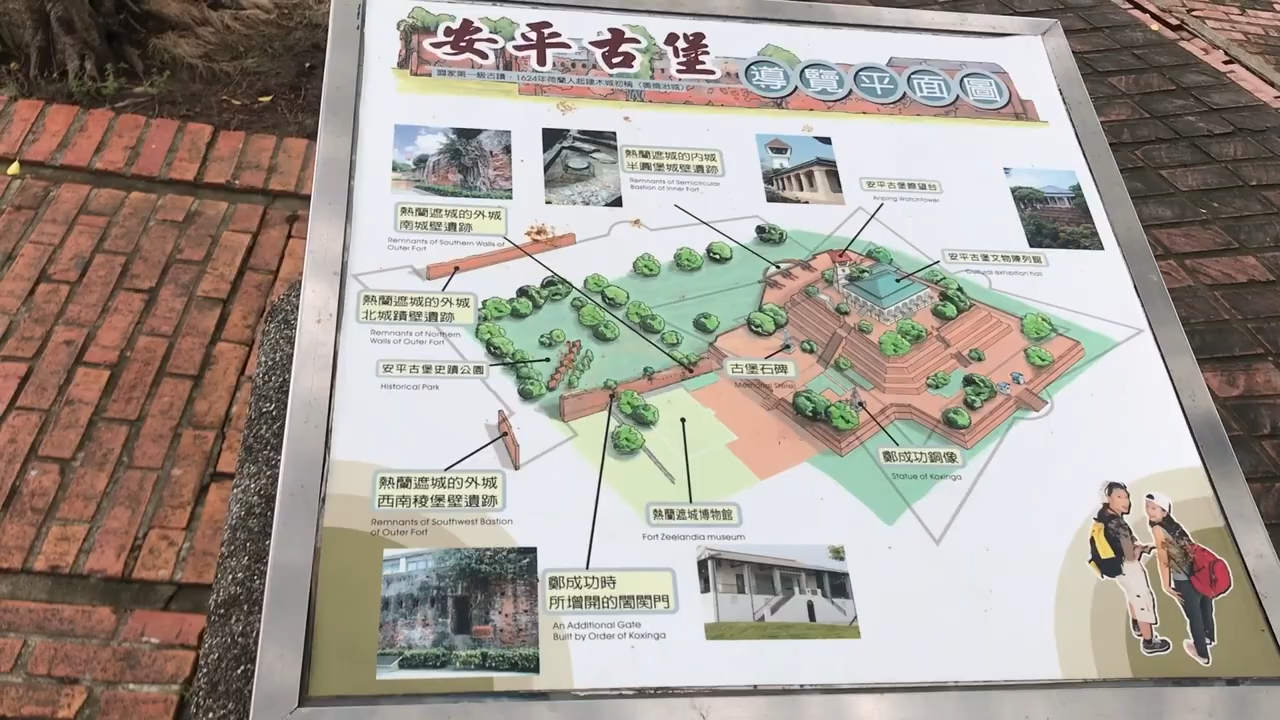 安平古堡
導覽平面圖
國家第一級古蹟・1624年荷蘭人起建木城初稱〈奧倫治城〉
熱蘭遮城的內城
半圓堡城壁遺跡
Remnants of Semicircular
Bastion of Inner Fort
安平古堡瞭望台
Anping Watchtower
熱蘭遮城的外城
南城壁遺跡
Remnants of Southern Walls of
Outer Fort
安平古堡文物陳列館
Cultural exhibition hall
熱蘭遮城的外城
北城蹟壁遺跡
Remnants of Northern
Walls of Outer Fort
安平古堡史蹟公園
Historical Park
古堡石碑
Memorial Stele
鄭成功銅像
Statue of Koxinga
熱蘭遮城的外城
西南稜堡壁遺跡
Remnants of Southwest Bastion
of Outer Fort
熱蘭遮城博物館
Fort Zeelandia museum
鄭成功時
所增開的闔関門
An Additional Gate
Built by Order of Koxinga